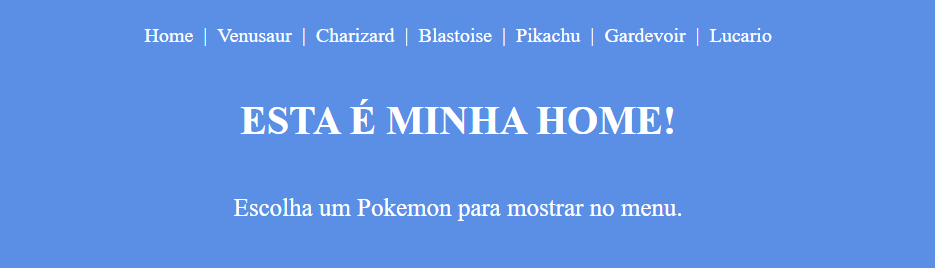 Home | Venusaur | Charizard | Blastoise | Pikachu | Gardevoir | Lucario
ESTA É MINHA HOME!
Escolha um Pokemon para mostrar no menu.